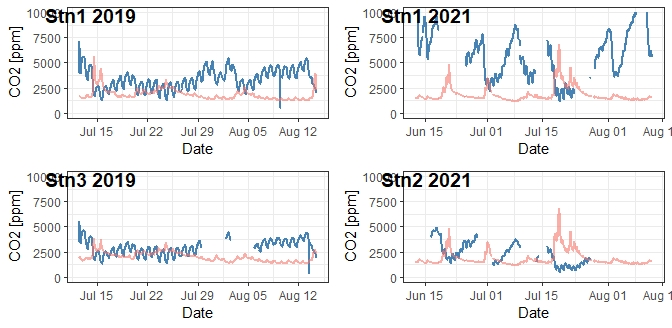 Stn1 2019
CO2 [ppm]
10000
7500
5000
2500
0
Jul 15 Jul 22 Jul 29 Aug 05 Aug 12
Date
Stn1 2021
CO2 [ppm]
10000
7500
5000
2500
0
Jun 15 Jul 01 Jul 15 Aug 01 Aug 1
Date
Stn3 2019
CO2 [ppm]
10000
7500
5000
2500
0
Jul 15 Jul 22 Jul 29 Aug 05 Aug 12
Date
Stn2 2021
CO2 [ppm]
10000
7500
5000
2500
0
Jun 15 Jul 01 Jul 15 Aug 01 Aug 1
Date